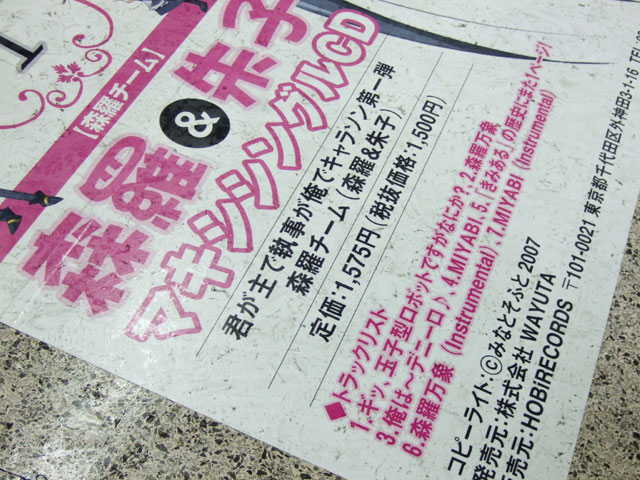 【森羅チーム】
森羅&朱子
マキシシングルCD
君が主で執事が俺でキャラソン第一弾
森羅チーム(森羅&朱子)
定価:1,575円(税抜価格:1,500円)
◆トラックリスト
1.ギッ、玉子型ロボットですかなにか?、2.森羅万象
3.俺は〜デニーロ♪、4.MIYABI、5.「きみある」の歴史にまた1ページ)
6.森羅万象 (Instrumental)、7.MIYABI (Instrumental)
コピーライト:©みなとそふと2007
発売元:株式会社 WAYUTA
売元:HOBiRECORDS 〒101-0021 東京都千代田区外神田3-1-16 TEL